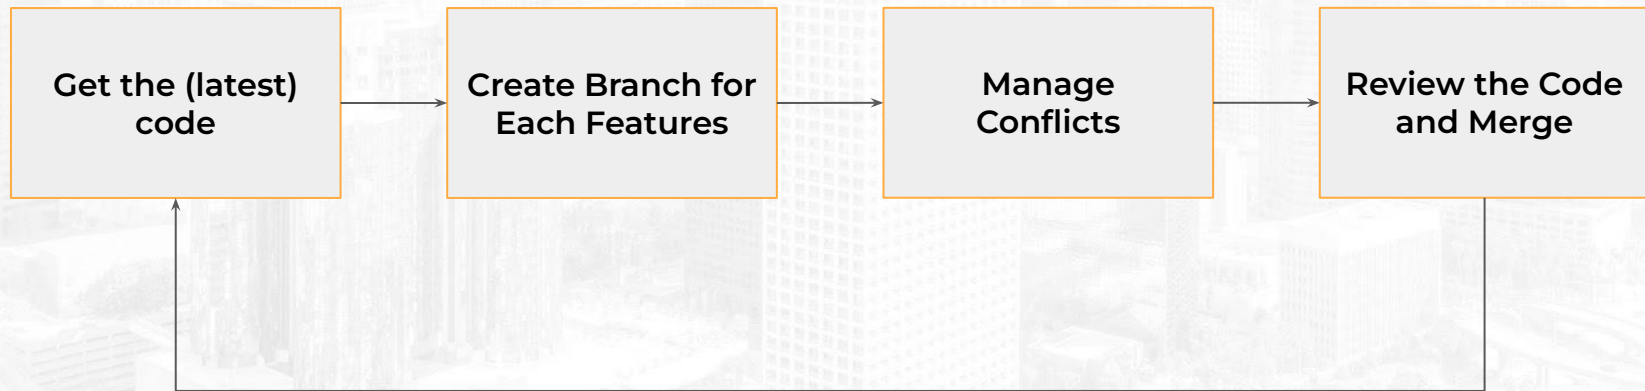 Get the (latest)
code
Create Branch for
Each Features
Manage
Conflicts
Review the Code
and Merge